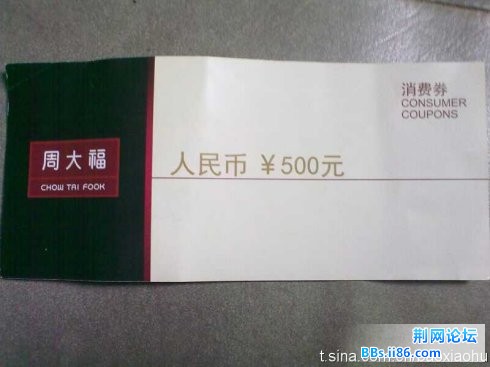 消费券
CONSUMER
COUPONS
周大福
CHOW TAI FOOK
人民币 ¥500元
荆网论坛
BBs.ii86.com